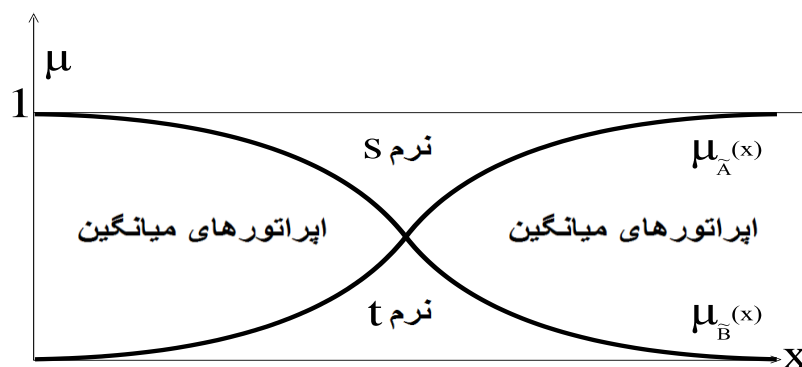 μ
1
نرم s
μ_Ã(x)
اپراتورهای میانگین
اپراتورهای میانگین
نرم t
μ_B̃(x)
x